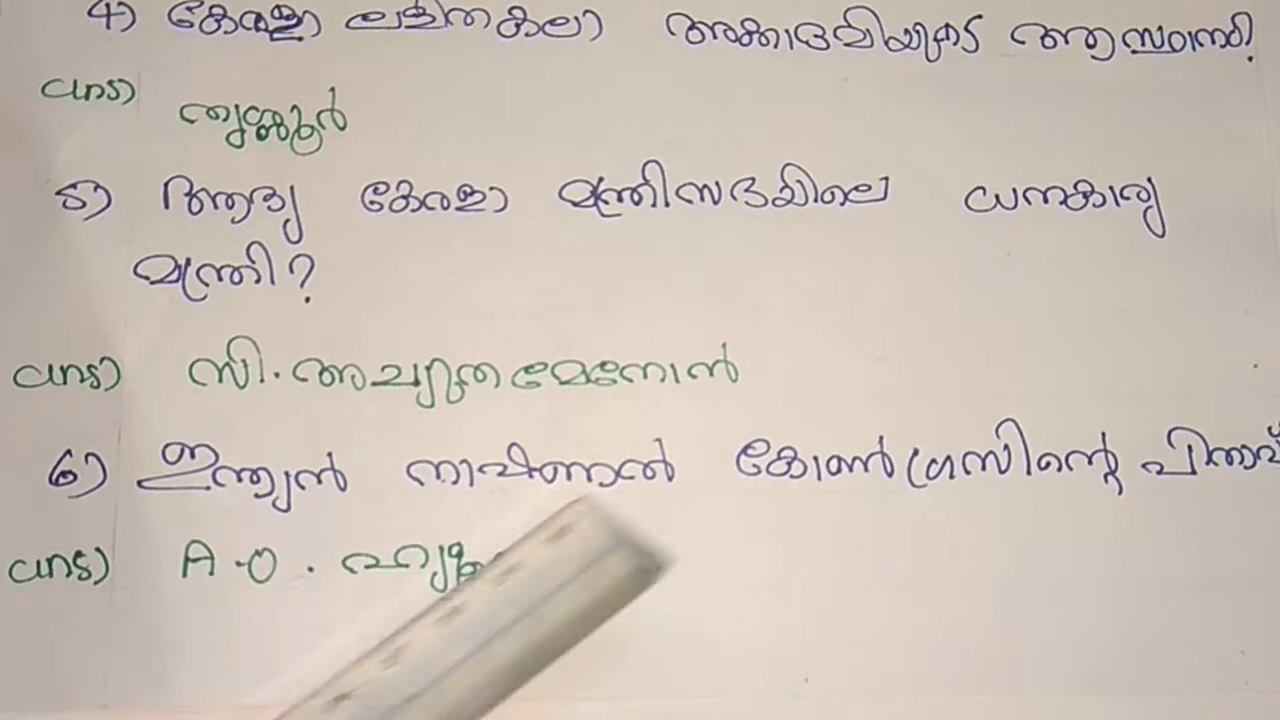 4) കേരളാ ലളിതകലാ അക്കാദമിയുടെ ആസ്ഥാനം?
ans) തൃശ്ശൂർ
5) ആദ്യ കേരളാ മന്ത്രിസഭയിലെ ധനകാര്യ
മന്ത്രി?
ans) സി. അച്യുതമേനോൻ
6) ഇന്ത്യൻ നാഷണൽ കോൺഗ്രസിന്റെ പിതാവ്
ans) A.O.